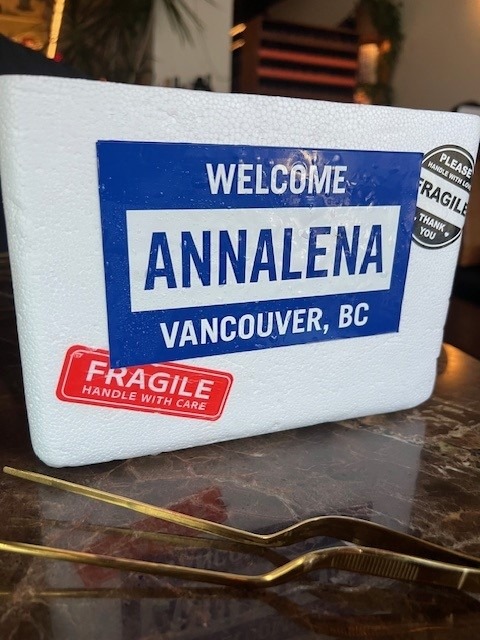 WELCOME
ANNALENA
VANCOUVER, BC
PLEASE
HANDLE WITH LOVE
FRAGILE
THANK
YOU
FRAGILE
HANDLE WITH CARE